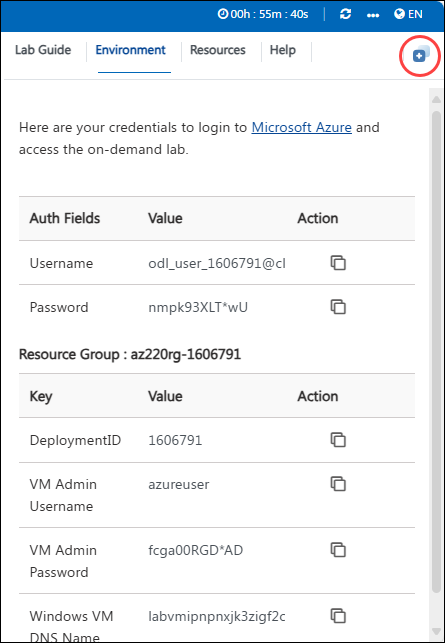 00h : 55m : 40s EN
Lab Guide Environment Resources Help
Here are your credentials to login to Microsoft Azure and
access the on-demand lab.
Auth Fields Value Action
Username odl_user_1606791@cl
Password nmpk93XLT*wU
Resource Group : az220rg-1606791
Key Value Action
DeploymentID 1606791
VM Admin azureuser
Username
VM Admin fcga00RGD*AD
Password
Windows VM labvmipnpnxjk3zigf2c
DNS Name